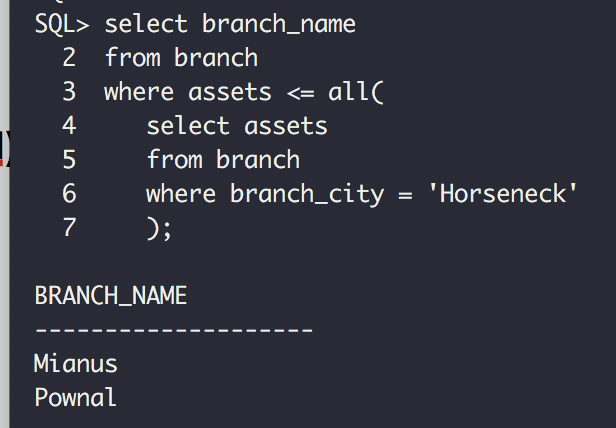 SQL> select branch_name
  2  from branch
  3  where assets <= all(
  4     select assets
  5     from branch
  6     where branch_city = 'Horseneck'
  7     );
BRANCH_NAME
--------------------
Mianus
Pownal